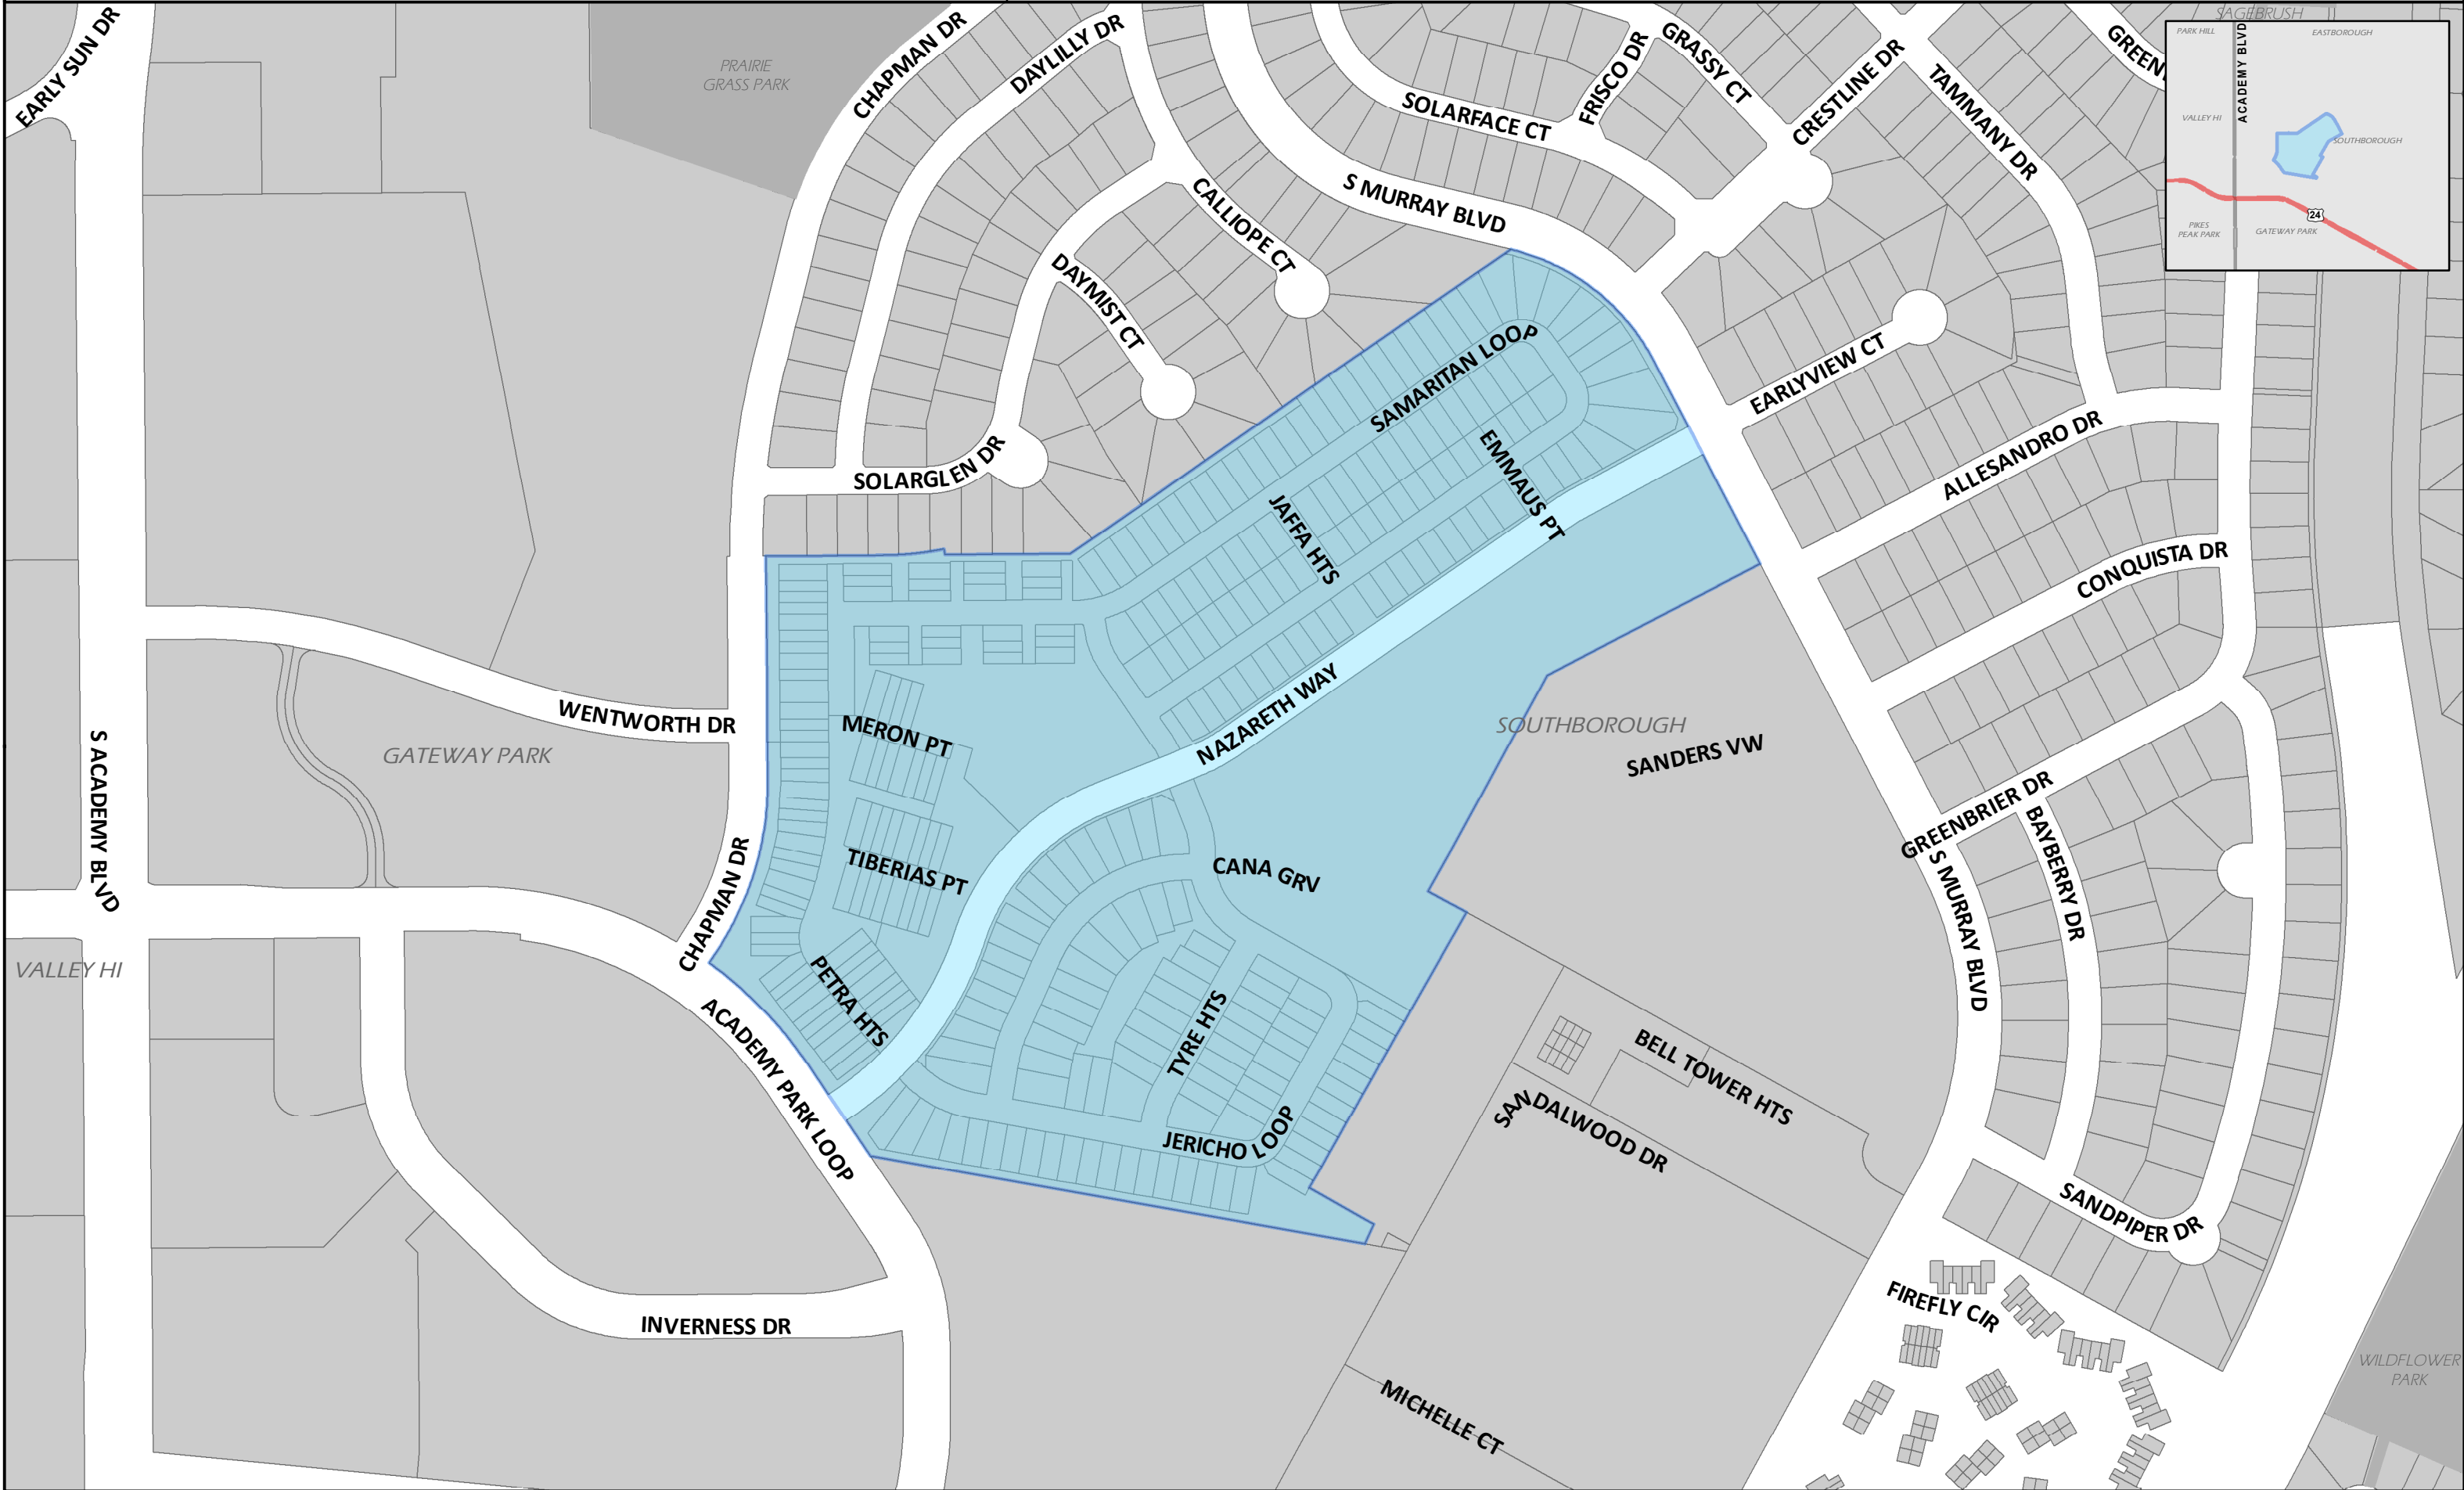 EARLY SUN DR
PRAIRIE
GRASS PARK
CHAPMAN DR
DAYLILLY DR
SOLARFACE CT
FRISCO DR
GRASSY CT
CRESTLINE DR
TAMMANY DR
SAGEBRUSH
PARK HILL
ACADEMY BLVD
EASTBOROUGH
VALLEY HI
SOUTHBOROUGH
24
PIKES
PEAK PARK
GATEWAY PARK
S MURRAY BLVD
CALLIOPE CT
DAYMIST CT
SOLARGLEN DR
SAMARITAN LOOP
EMMAUS PT
JAFFA HTS
EARLYVIEW CT
ALLESANDRO DR
CONQUISTA DR
WENTWORTH DR
GATEWAY PARK
S ACADEMY BLVD
MERON PT
NAZARETH WAY
SOUTHBOROUGH
SANDERS VW
GREENBRIER DR
BAYBERRY DR
S MURRAY BLVD
CHAPMAN DR
TIBERIAS PT
CANA GRV
VALLEY HI
PETRA HTS
TYRE HTS
ACADEMY PARK LOOP
JERICHO LOOP
BELL TOWER HTS
SANDALWOOD DR
SANDPIPER DR
FIREFLY CIR
INVERNESS DR
MICHELLE CT
WILDFLOWER
PARK